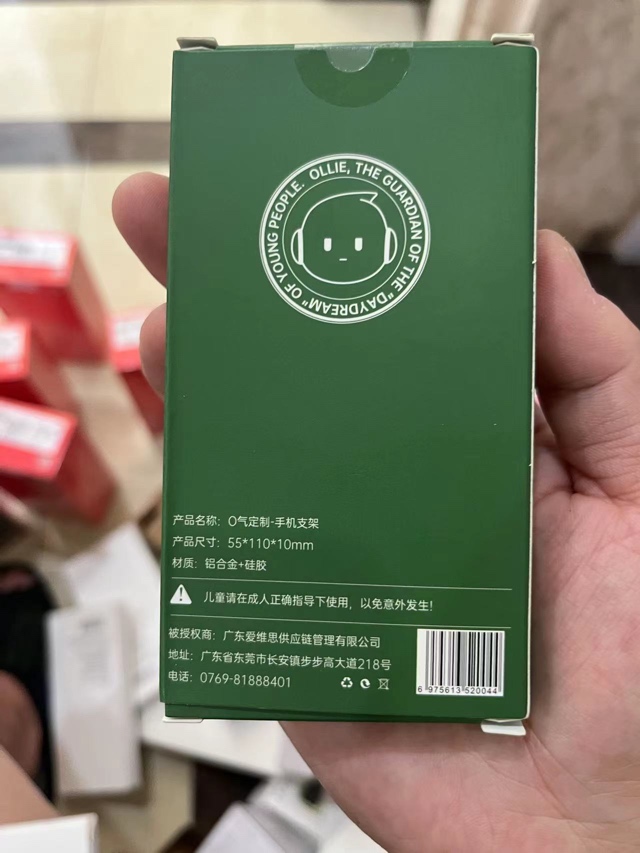 OLLIE, THE GUARDIAN OF THE "DAYDREAM" OF YOUNG PEOPLE.
产品名称：O气定制-手机支架
产品尺寸：55*110*10mm
材质：铝合金+硅胶
儿童请在成人正确指导下使用，以免意外发生！
被授权商：广东爱维思供应链管理有限公司
地址：广东省东莞市长安镇步步高大道218号
电话：0769-81888401
6 975613 520044